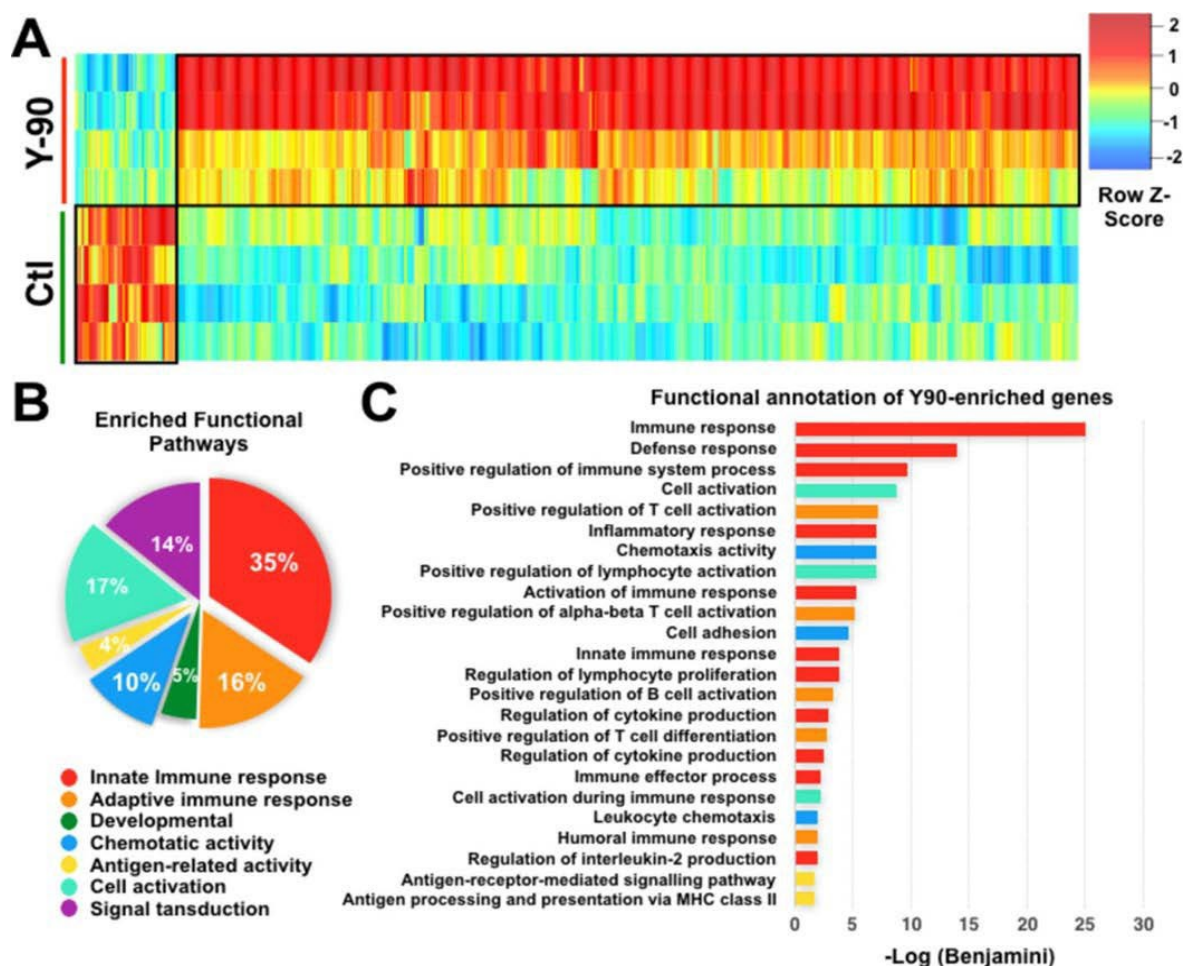 A
Y-90
Ctl
2
1
0
-1
-2
Row Z-
Score
B
Enriched Functional
Pathways
35%
16%
5%
10%
4%
17%
14%
Innate Immune response
Adaptive immune response
Developmental
Chemotatic activity
Antigen-related activity
Cell activation
Signal tansduction
C
Functional annotation of Y90-enriched genes
Immune response
Defense response
Positive regulation of immune system process
Cell activation
Positive regulation of T cell activation
Inflammatory response
Chemotaxis activity
Positive regulation of lymphocyte activation
Activation of immune response
Positive regulation of alpha-beta T cell activation
Cell adhesion
Innate immune response
Regulation of lymphocyte proliferation
Positive regulation of B cell activation
Regulation of cytokine production
Positive regulation of T cell differentiation
Regulation of cytokine production
Immune effector process
Cell activation during immune response
Leukocyte chemotaxis
Humoral immune response
Regulation of interleukin-2 production
Antigen-receptor-mediated signalling pathway
Antigen processing and presentation via MHC class II
0 5 10 15 20 25 30
-Log (Benjamini)